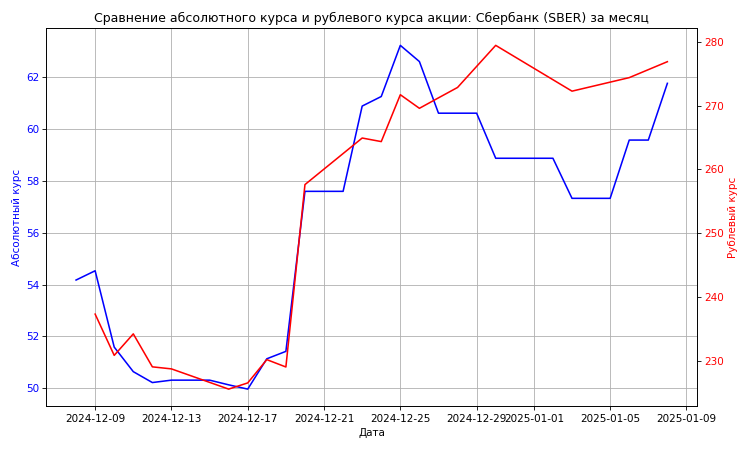 Сравнение абсолютного курса и рублевого курса акции: Сбербанк (SBER) за месяц
Абсолютный курс
62
60
58
56
54
52
50
280
270
260
250
240
230
Рублевый курс
2024-12-09 2024-12-13 2024-12-17 2024-12-21 2024-12-25 2024-12-29 2025-01-01 2025-01-05 2025-01-09
Дата